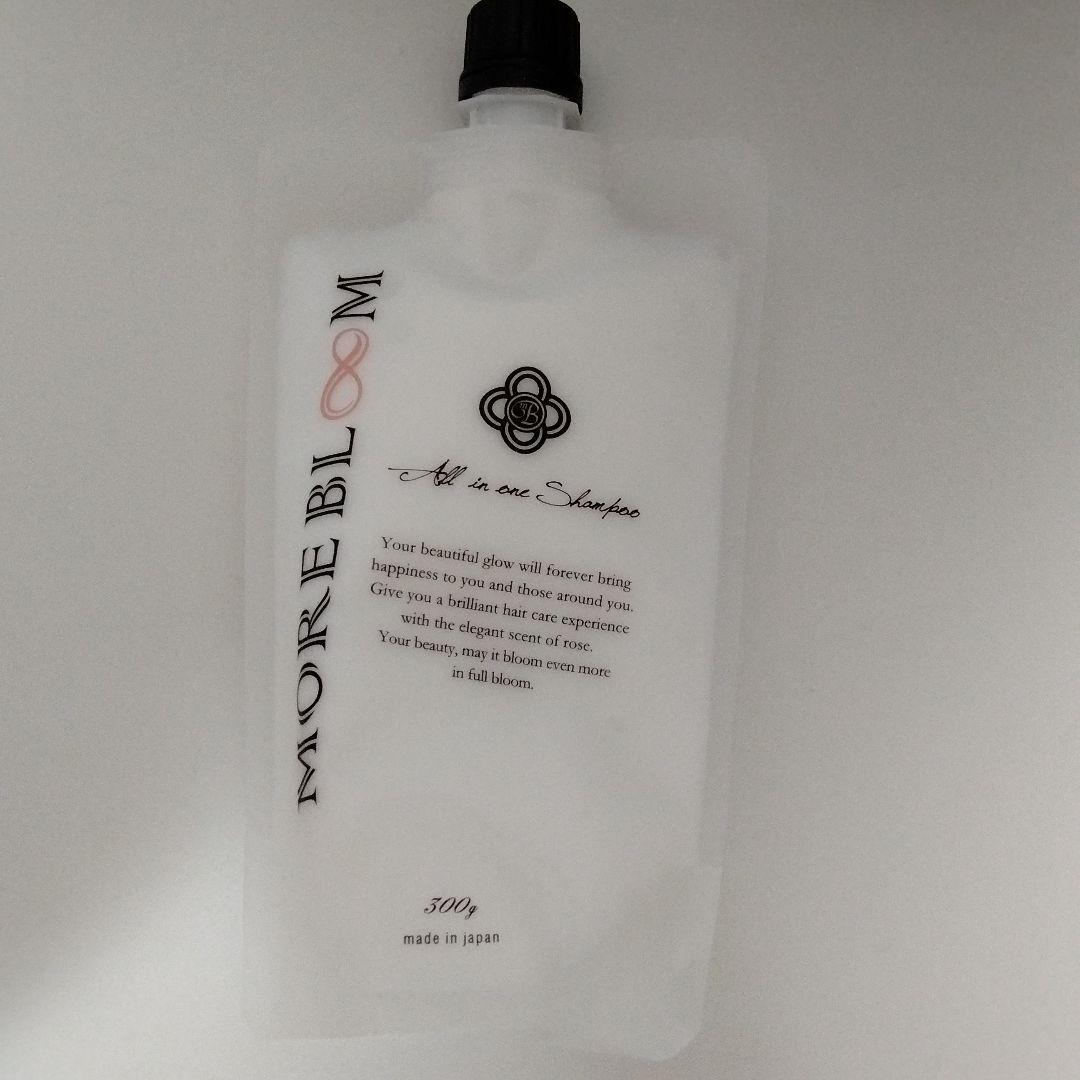 MORE BL8M
All in one Shampoo
Your beautiful glow will forever bring
happiness to you and those around you.
Give you a brilliant hair care experience
with the elegant scent of rose.
Your beauty, may it bloom even more
in full bloom.
300g
made in japan